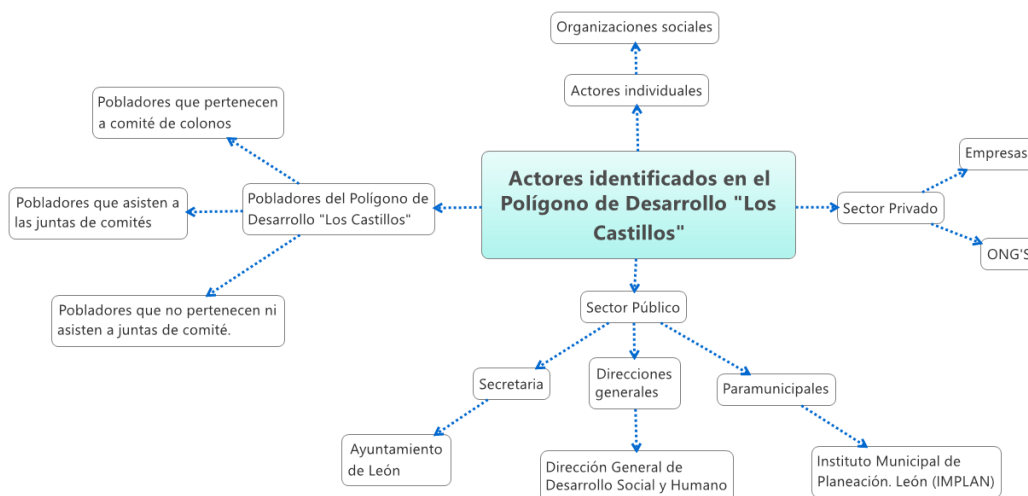 Organizaciones sociales
Actores individuales
Pobladores que pertenecen
a comité de colonos
Empresas
Actores identificados en el
Polígono de Desarrollo "Los
Castillos"
Pobladores del Polígono de
Desarrollo "Los Castillos"
Pobladores que asisten a
las juntas de comités
Sector Privado
ONG'S
Pobladores que no pertenecen ni
asisten a juntas de comité.
Sector Público
Secretaria
Direcciones
generales
Paramunicipales
Ayuntamiento
de León
Dirección General de
Desarrollo Social y Humano
Instituto Municipal de
Planeación. León (IMPLAN)